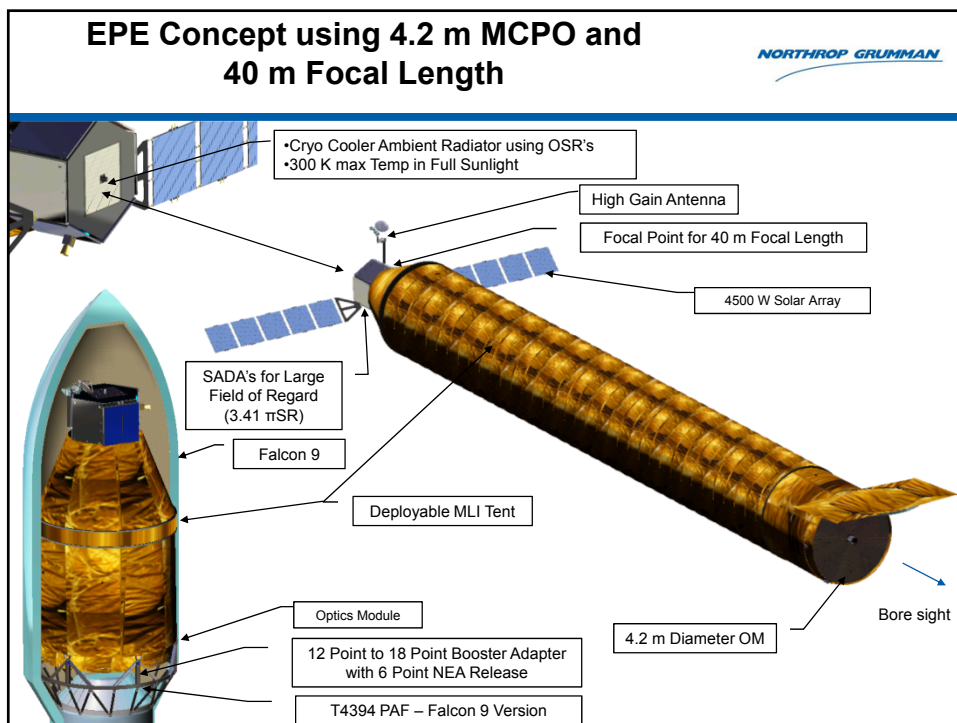 EPE Concept using 4.2 m MCPO and
40 m Focal Length
NORTHROP GRUMMAN
•Cryo Cooler Ambient Radiator using OSR's
•300 K max Temp in Full Sunlight
High Gain Antenna
Focal Point for 40 m Focal Length
4500 W Solar Array
SADA's for Large
Field of Regard
(3.41 πSR)
Falcon 9
Deployable MLI Tent
Optics Module
4.2 m Diameter OM
Bore sight
12 Point to 18 Point Booster Adapter
with 6 Point NEA Release
T4394 PAF – Falcon 9 Version